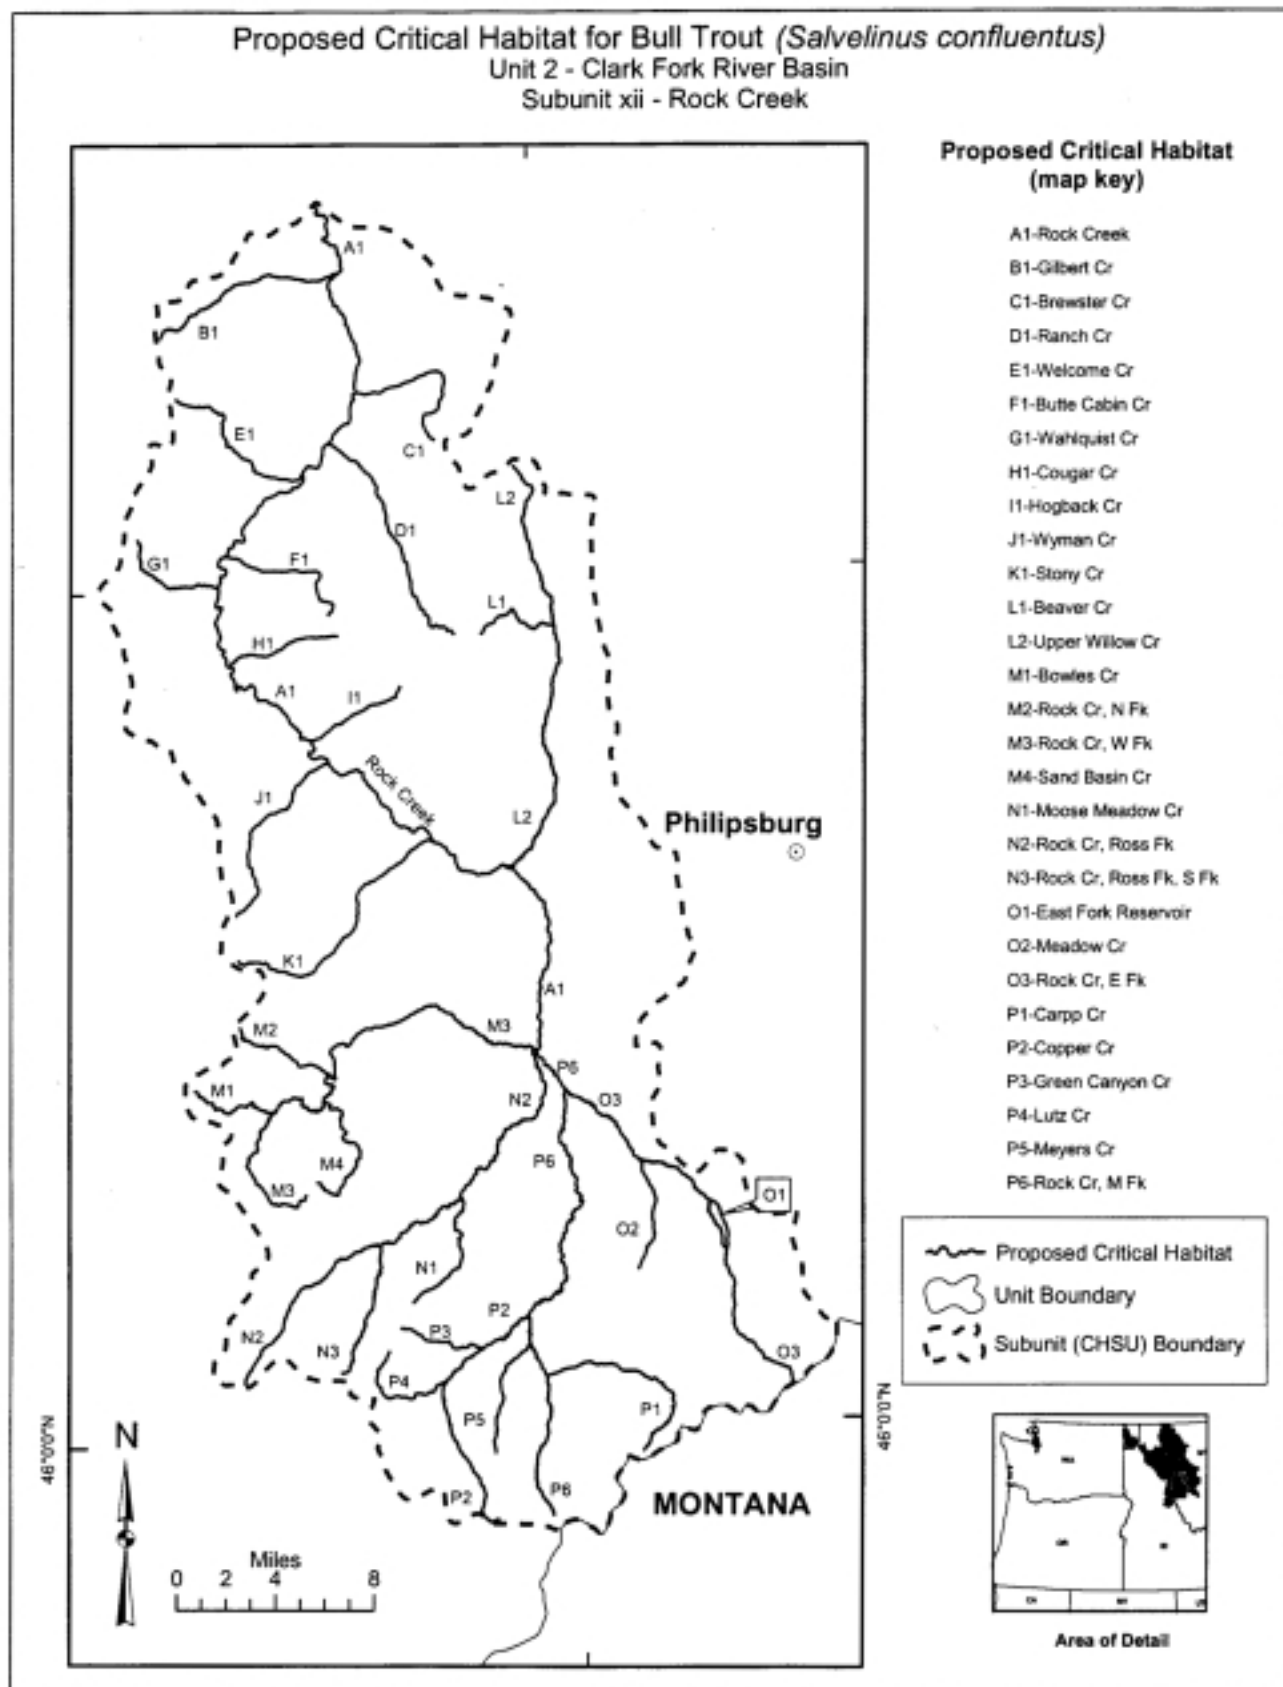 Proposed Critical Habitat for Bull Trout (Salvelinus confluentus)
Unit 2 - Clark Fork River Basin
Subunit xii - Rock Creek
Proposed Critical Habitat
(map key)
A1-Rock Creek
B1-Gilbert Cr
C1-Brewster Cr
D1-Ranch Cr
E1-Welcome Cr
F1-Butte Cabin Cr
G1-Wahlquist Cr
H1-Cougar Cr
I1-Hogback Cr
J1-Wyman Cr
K1-Stony Cr
L1-Beaver Cr
L2-Upper Willow Cr
M1-Bowles Cr
M2-Rock Cr, N Fk
M3-Rock Cr, W Fk
M4-Sand Basin Cr
N1-Moose Meadow Cr
N2-Rock Cr, Ross Fk
N3-Rock Cr, Ross Fk, S Fk
O1-East Fork Reservoir
O2-Meadow Cr
O3-Rock Cr, E Fk
P1-Carpp Cr
P2-Copper Cr
P3-Green Canyon Cr
P4-Lutz Cr
P5-Meyers Cr
P6-Rock Cr, M Fk
A1
B1
E1
C1
L2
D1
G1
F1
L1
H1
A1
I1
Rock Creek
J1
L2
Philipsburg
K1
A1
M2
M3
P6
M1
N2
O3
M4
P6
M3
O1
O2
N1
P2
N2
N3
P3
O3
P4
P5
P1
P2
P6
MONTANA
46°0'0"N
46°0'0"N
N
Miles
0 2 4 8
Proposed Critical Habitat
Unit Boundary
Subunit (CHSU) Boundary
WA
OR
ID
CA
NV
Area of Detail